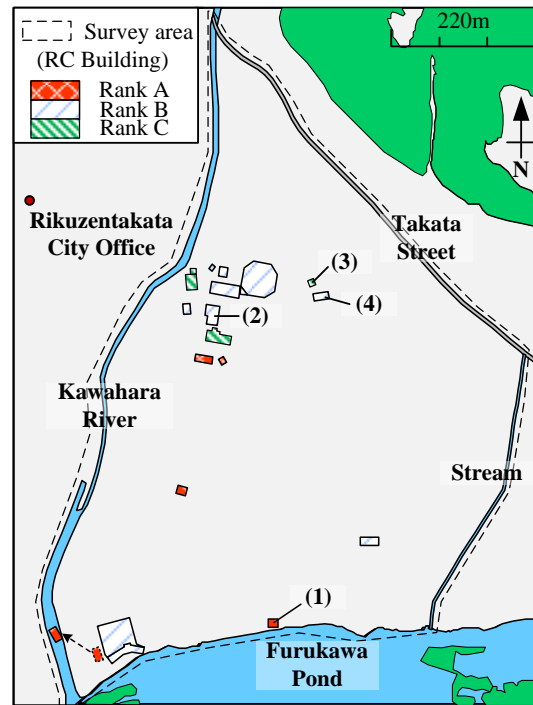 Survey area
(RC Building)
Rank A
Rank B
Rank C
220m
N
Rikuzentakata
City Office
Takata
Street
(3)
(4)
(2)
Kawahara
River
Stream
(1)
Furukawa
Pond